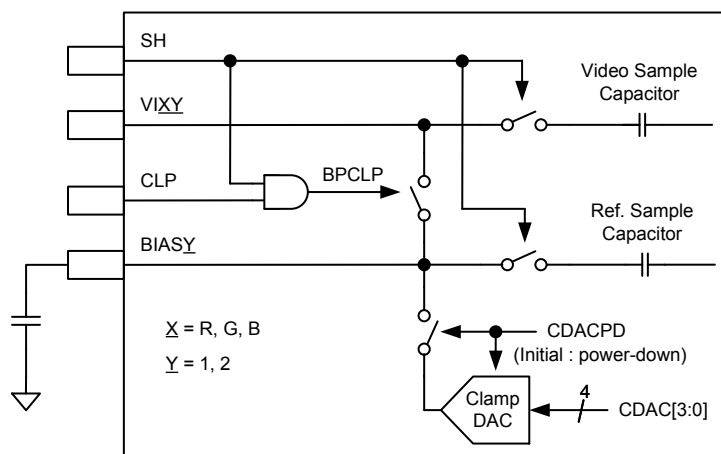 SH
Video Sample
Capacitor
VIXY
CLP
BPCLP
Ref. Sample
Capacitor
BIASY
X = R, G, B
Y = 1, 2
CDACPD
(Initial : power-down)
Clamp
DAC
4
CDAC[3:0]